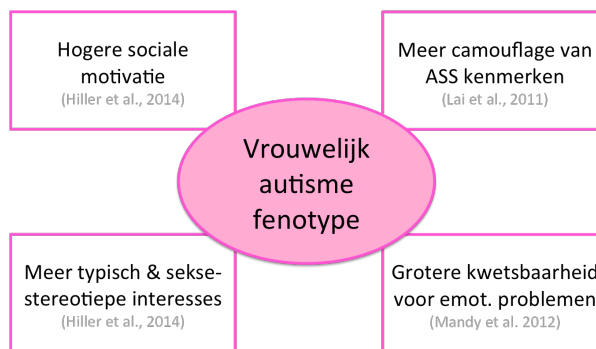 Hogere sociale
motivatie
(Hiller et al., 2014)
Meer camouflage van
ASS kenmerken
(Lai et al., 2011)
Vrouwelijk
autisme
fenotype
Meer typisch & sekse-
stereotiepe interesses
(Hiller et al., 2014)
Grotere kwetsbaarheid
voor emot. problemen
(Mandy et al. 2012)